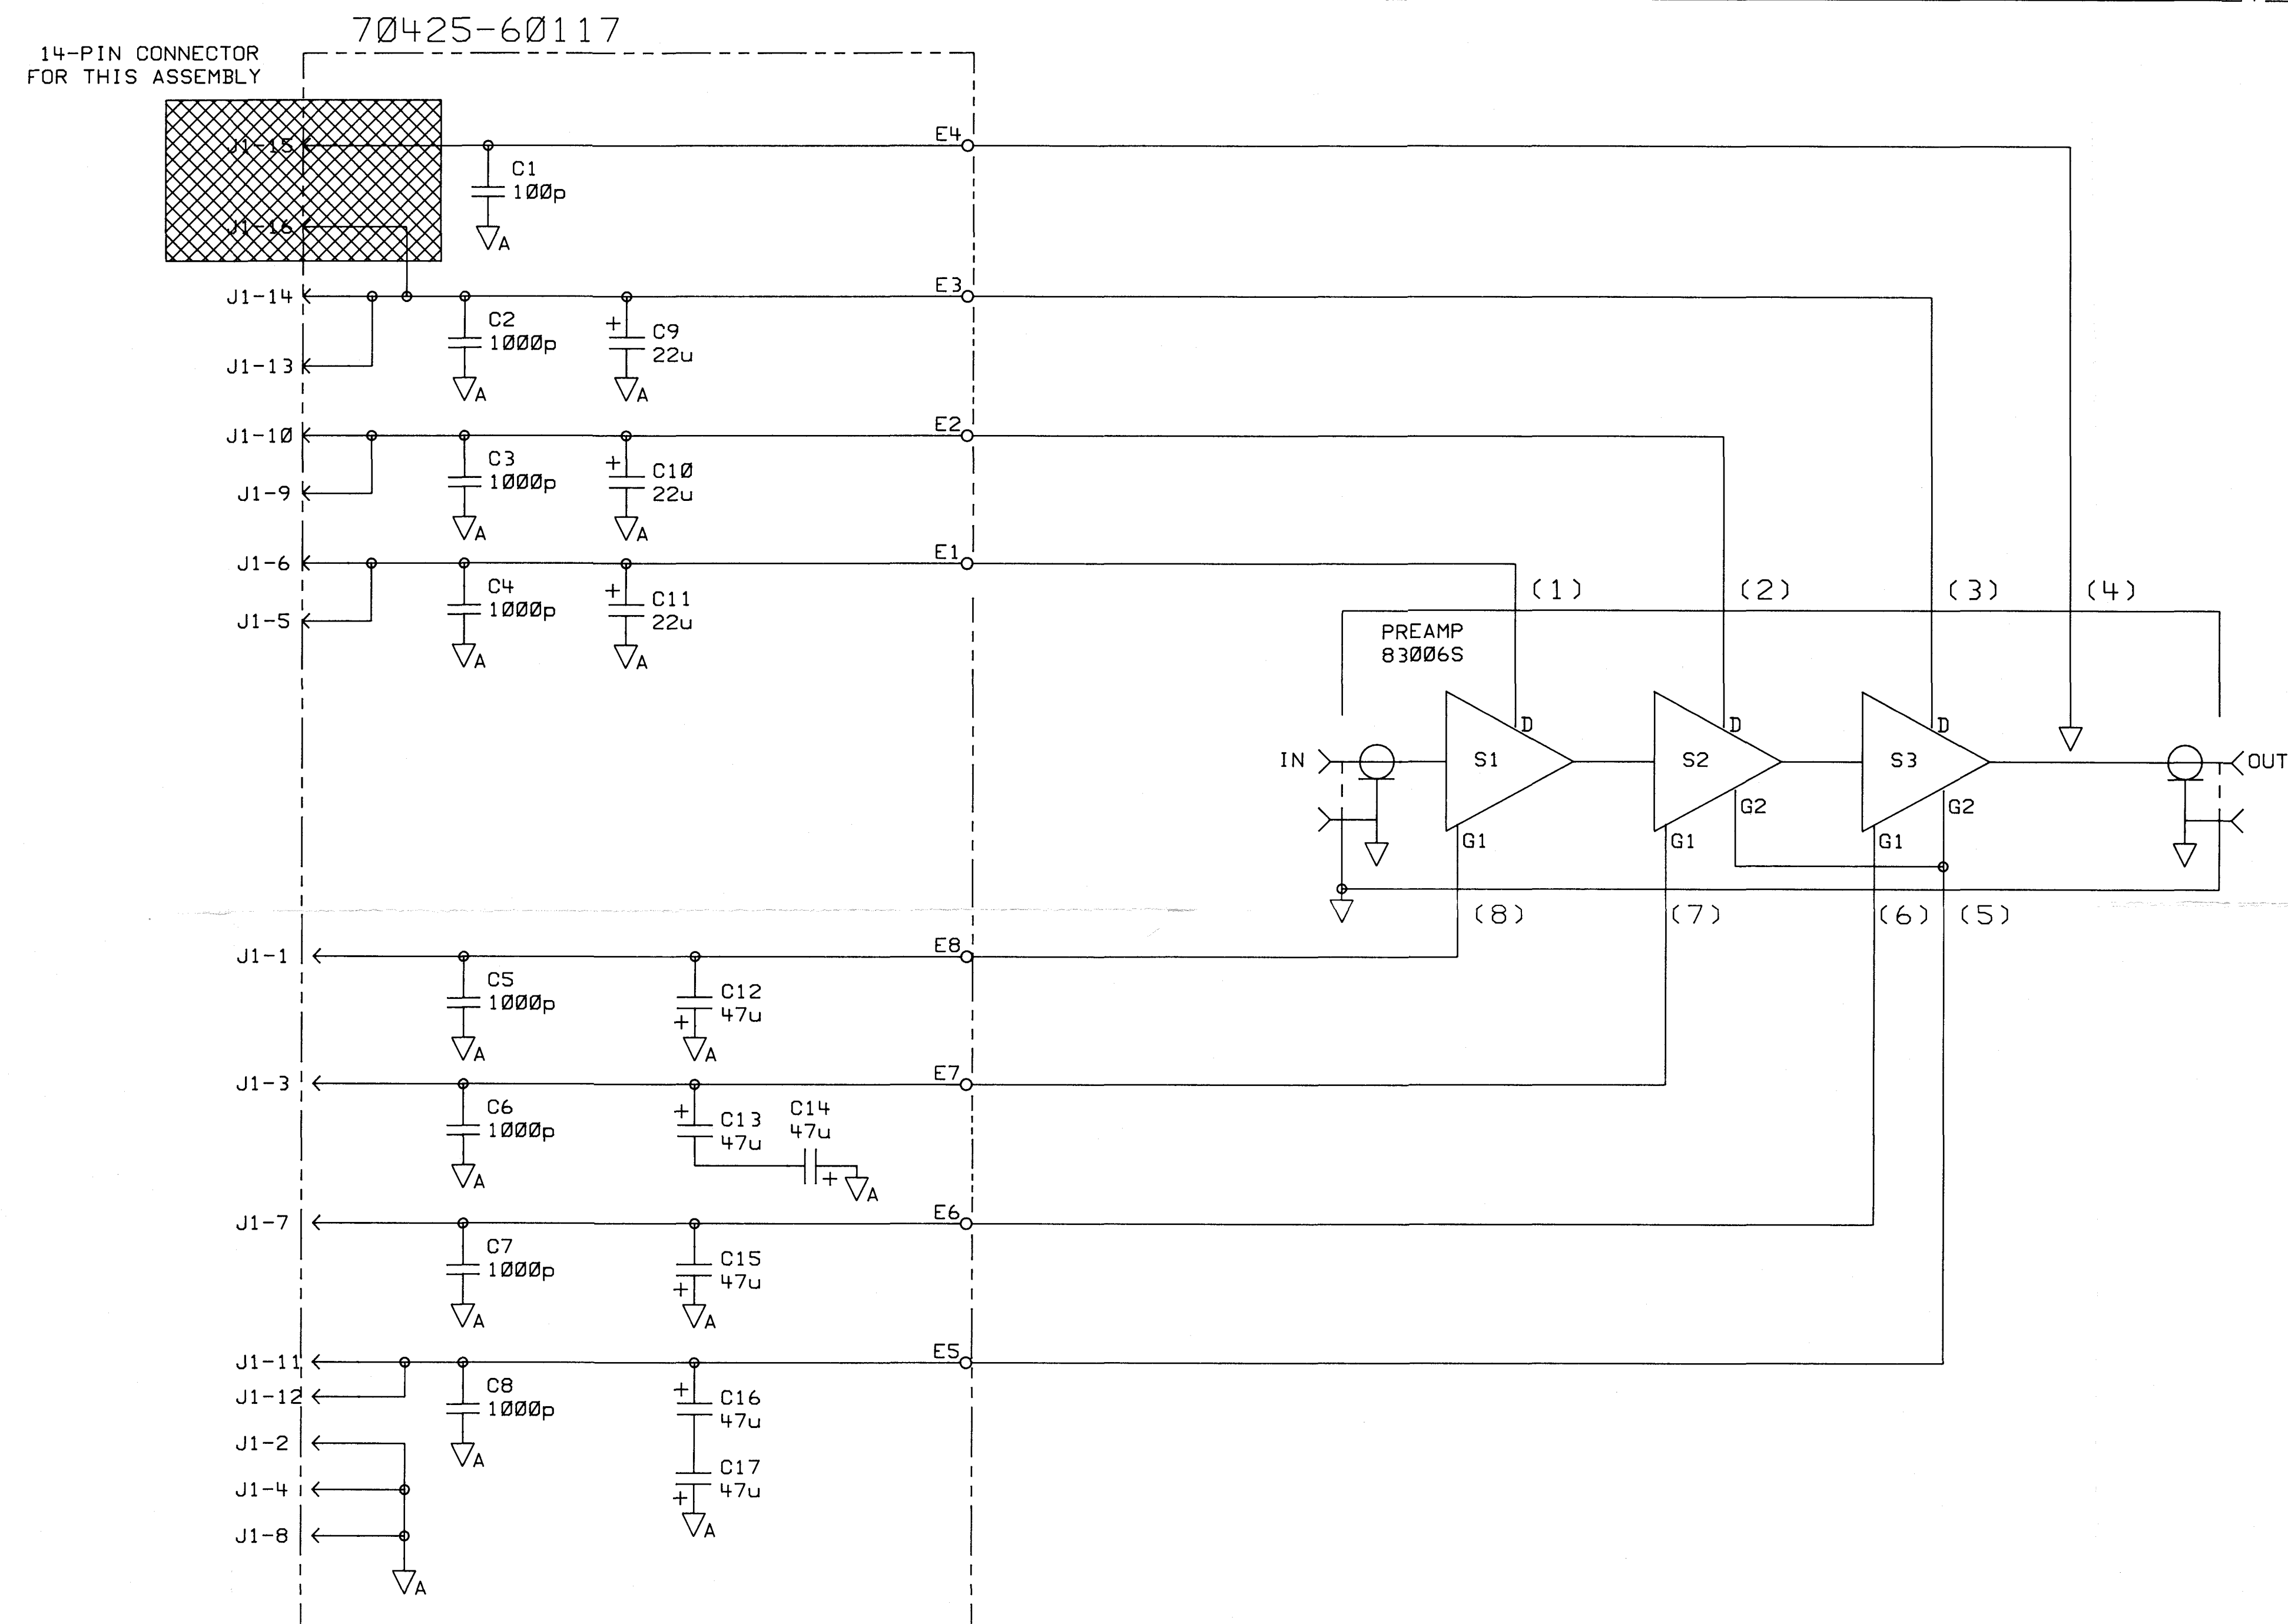 70425-60117
14-PIN CONNECTOR
FOR THIS ASSEMBLY
J1-15
E4
C1
100p
A
J1-16
J1-14
E3
C2
1000p
A
+
C9
22u
A
J1-13
J1-10
E2
C3
1000p
A
+
C10
22u
A
J1-9
J1-6
E1
C4
1000p
A
+
C11
22u
A
J1-5
(1)
(2)
(3)
(4)
PREAMP
83006S
IN
S1
D
G1
S2
D
G2
G1
S3
D
G2
G1
OUT
(8)
(7)
(6)
(5)
J1-1
E8
C5
1000p
A
C12
47u
+
A
J1-3
E7
C6
1000p
A
+
C13
47u
C14
47u
+
A
J1-7
E6
C7
1000p
A
C15
47u
+
A
J1-11
E5
J1-12
C8
1000p
A
+
C16
47u
C17
47u
+
A
J1-2
J1-4
J1-8
A